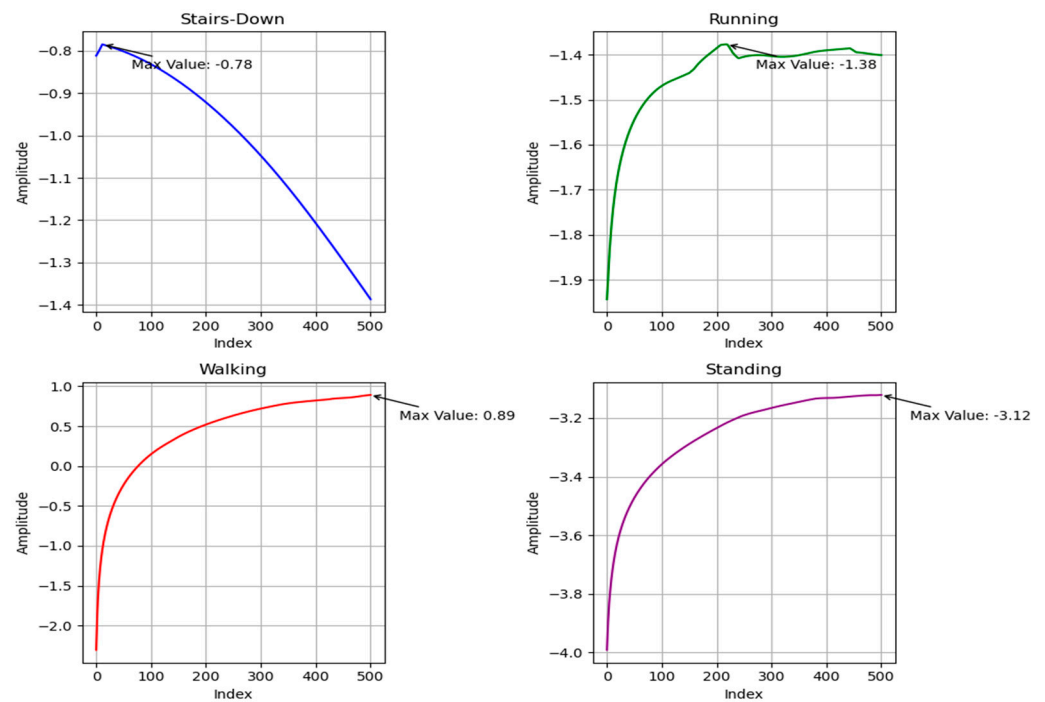 Stairs-Down
Amplitude
−0.8
−0.9
−1.0
−1.1
−1.2
−1.3
−1.4
Max Value: -0.78
0 100 200 300 400 500
Index
Running
Amplitude
−1.4
−1.5
−1.6
−1.7
−1.8
−1.9
Max Value: -1.38
0 100 200 300 400 500
Index
Walking
Amplitude
1.0
0.5
0.0
−0.5
−1.0
−1.5
−2.0
Max Value: 0.89
0 100 200 300 400 500
Index
Standing
Amplitude
−3.2
−3.4
−3.6
−3.8
−4.0
Max Value: -3.12
0 100 200 300 400 500
Index